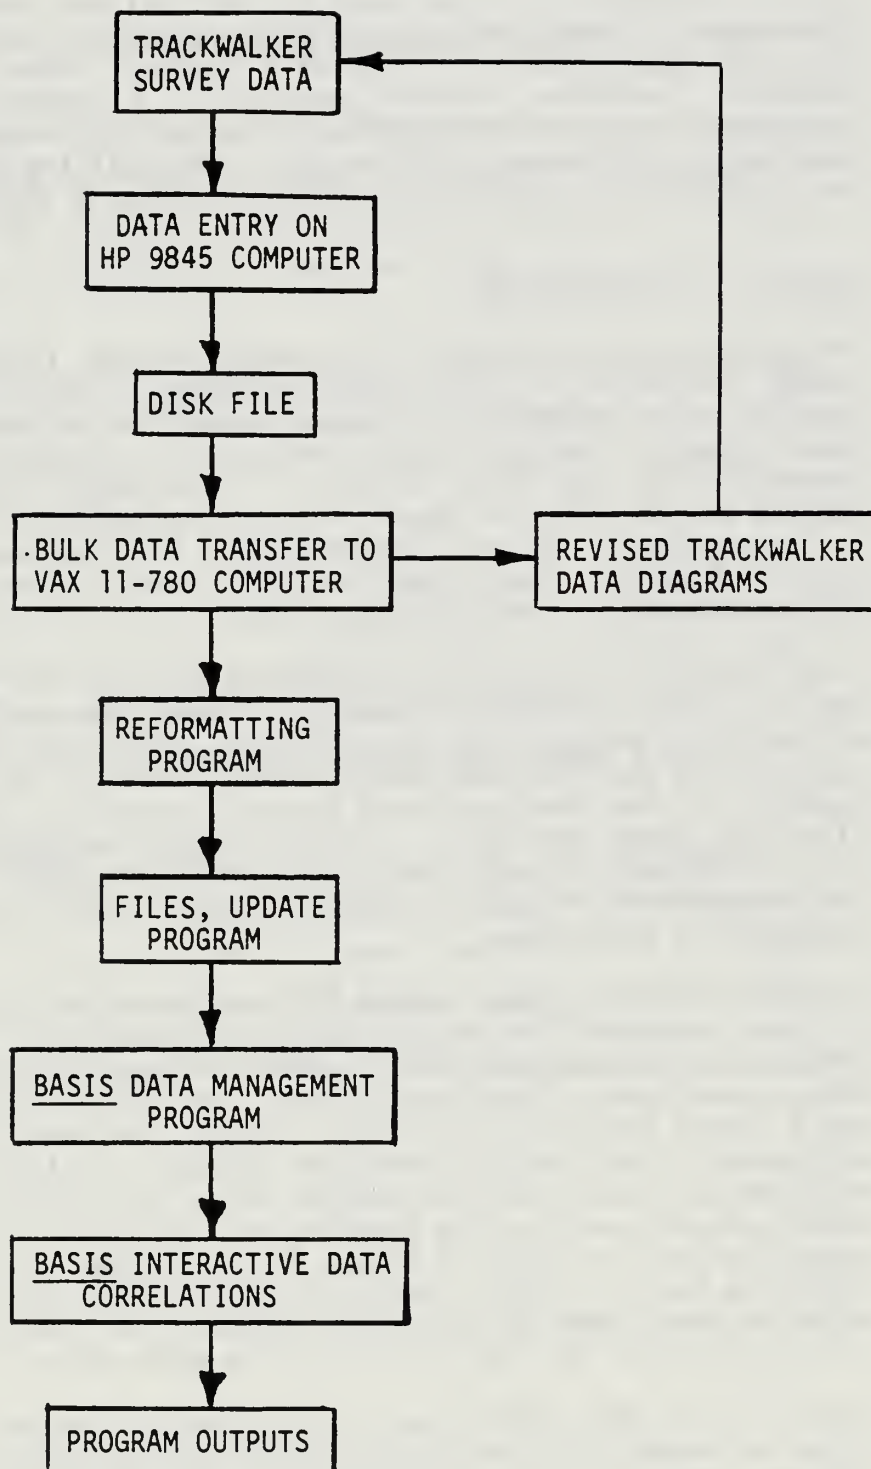 TRACKWALKER
SURVEY DATA
DATA ENTRY ON
HP 9845 COMPUTER
DISK FILE
BULK DATA TRANSFER TO
VAX 11-780 COMPUTER
REVISED TRACKWALKER
DATA DIAGRAMS
REFORMATTING
PROGRAM
FILES, UPDATE
PROGRAM
BASIS DATA MANAGEMENT
PROGRAM
BASIS INTERACTIVE DATA
CORRELATIONS
PROGRAM OUTPUTS